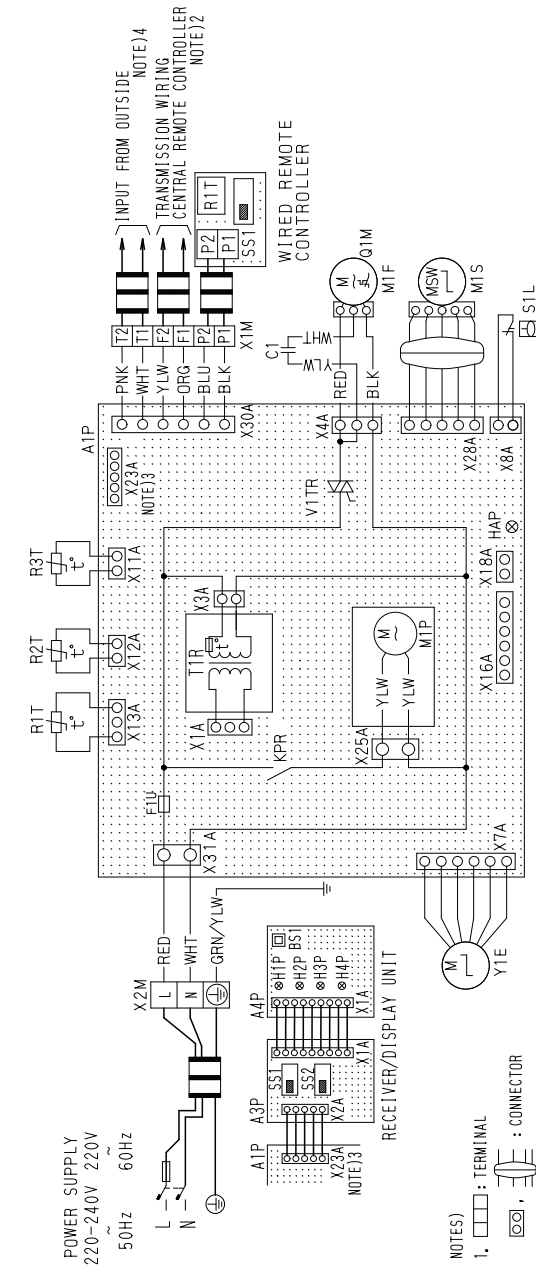 POWER SUPPLY
220-240V 220V
~ ~
50Hz 60Hz
L
N
X2M
L
N
RED
WHT
GRN/YLW
X31A
F1U
R1T
t°
X13A
R2T
t°
X12A
R3T
t°
X11A
A1P
X23A
NOTE)3
X30A
PNK
WHT
YLW
ORG
BLU
BLK
T2
T1
F2
F1
P2
P1
X1M
INPUT FROM OUTSIDE
NOTE)4
TRANSMISSION WIRING
CENTRAL REMOTE CONTROLLER
NOTE)2
P2
P1
R1T
SS1
WIRED REMOTE
CONTROLLER
X1A
T1R
t°
X3A
KPR
X25A
YLW
YLW
M
~
M1P
V1TR
X4A
RED
YLW
WHT
BLK
C1
M
~
Q1M
M1F
X28A
MSW
M1S
X8A
S1L
HAP
X18A
X16A
X7A
M
Y1E
A1P
X23A
NOTE)3
A3P
X2A
SS1
SS2
X1A
A4P
X1A
H1P
H2P
H3P
H4P
BS1
RECEIVER/DISPLAY UNIT
NOTES)
1. : TERMINAL
, : CONNECTOR